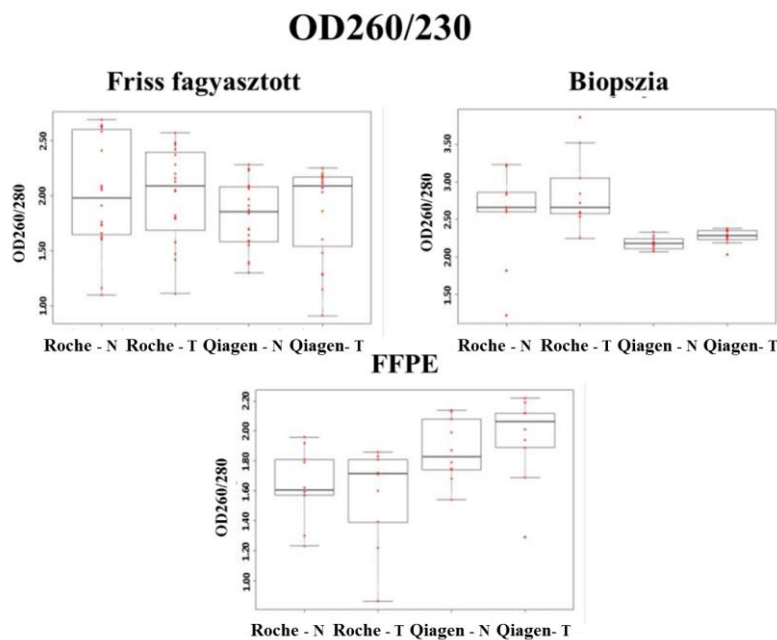 OD260/230
Friss fagyasztott
Biopszia
OD260/280
2.50
2.00
1.50
1.00
Roche - N Roche - T Qiagen - N Qiagen- T
OD260/280
3.50
3.00
2.50
2.00
1.50
Roche - N Roche - T Qiagen - N Qiagen- T
FFPE
OD260/280
2.20
2.00
1.80
1.60
1.40
1.20
1.00
Roche - N Roche - T Qiagen - N Qiagen- T